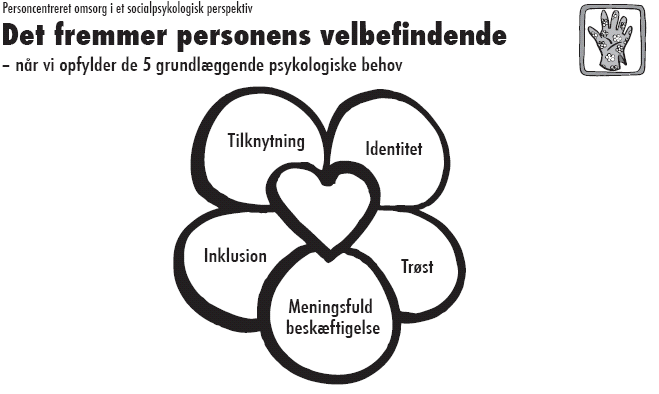 Personcentreret omsorg i et socialpsykologisk perspektiv
Det fremmer personens velbefindende
– når vi opfylder de 5 grundlæggende psykologiske behov
Tilknytning
Identitet
Inklusion
Trøst
Meningsfuld
beskæftigelse